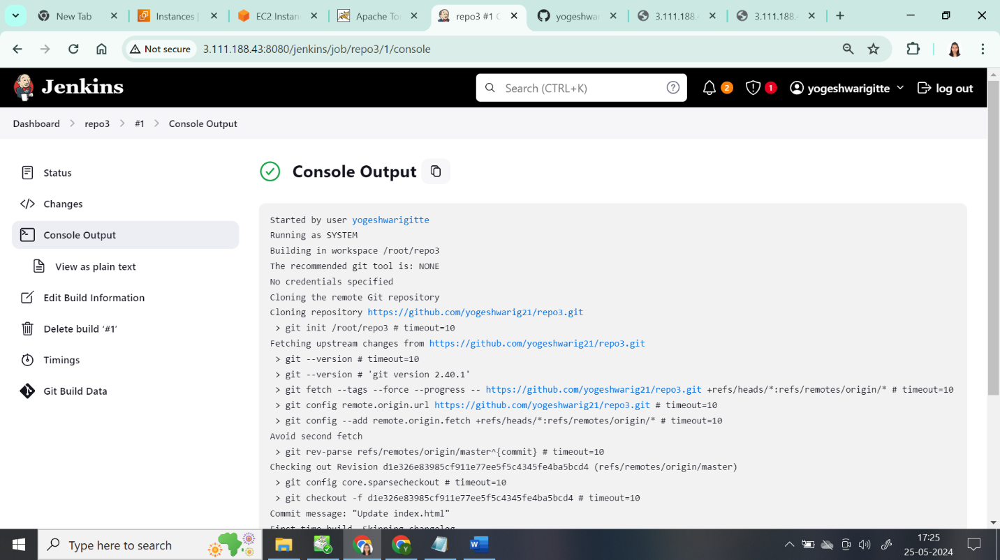 New Tab
Instances |
EC2 Instan
Apache To
repo3 #1 C
yogeshwar
3.111.188.
3.111.188.
Not secure
3.111.188.43:8080/jenkins/job/repo3/1/console
Jenkins
Search (CTRL+K)
2
1
yogeshwarigitte
log out
Dashboard
repo3
#1
Console Output
Status
Changes
Console Output
View as plain text
Edit Build Information
Delete build ‘#1’
Timings
Git Build Data
Console Output
Started by user yogeshwarigitte
Running as SYSTEM
Building in workspace /root/repo3
The recommended git tool is: NONE
No credentials specified
Cloning the remote Git repository
Cloning repository https://github.com/yogeshwarig21/repo3.git
> git init /root/repo3 # timeout=10
Fetching upstream changes from https://github.com/yogeshwarig21/repo3.git
> git --version # timeout=10
> git --version # 'git version 2.40.1'
> git fetch --tags --force --progress -- https://github.com/yogeshwarig21/repo3.git +refs/heads/*:refs/remotes/origin/* # timeout=10
> git config remote.origin.url https://github.com/yogeshwarig21/repo3.git # timeout=10
> git config --add remote.origin.fetch +refs/heads/*:refs/remotes/origin/* # timeout=10
Avoid second fetch
> git rev-parse refs/remotes/origin/master^{commit} # timeout=10
Checking out Revision d1e326e83985cf911e77ee5f5c4345fe4ba5bcd4 (refs/remotes/origin/master)
> git config core.sparsecheckout # timeout=10
> git checkout -f d1e326e83985cf911e77ee5f5c4345fe4ba5bcd4 # timeout=10
Commit message: "Update index.html"
First time build. Skipping changelog.
Type here to search
17:25
25-05-2024